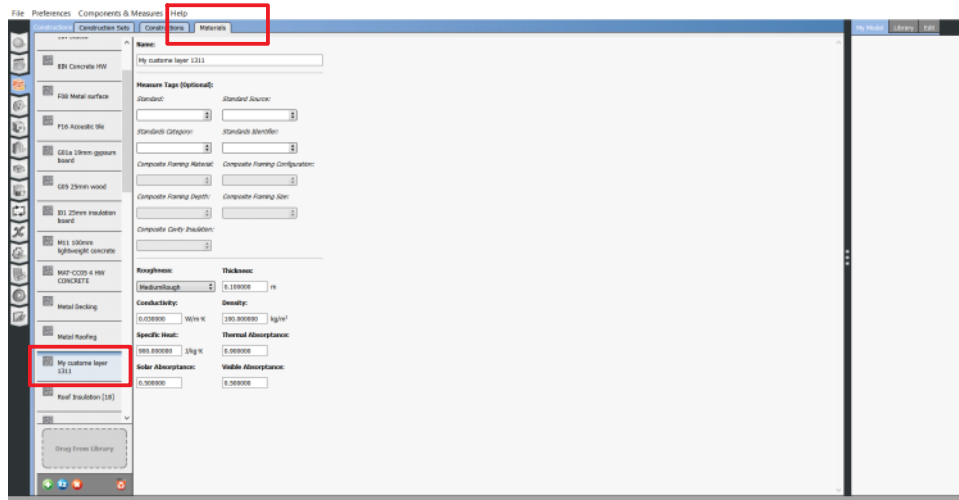 File Preferences Components & Measures Help
Constructions Construction Sets Constructions Materials My Model Library Edit
E8N Concrete HW
F08 Metal surface
F16 Acoustic tile
G01a 19mm gypsum
board
G05 25mm wood
I01 25mm insulation
board
M11 100mm
lightweight concrete
MAT-CC05 4 HW
CONCRETE
Metal Decking
Metal Roofing
My custome layer
1311
Roof Insulation [18]
Drag From Library
Name:
My custome layer 1311
Measure Tags (Optional):
Standard: Standard Source:
Standards Category: Standards Identifier:
Composite Framing Material: Composite Framing Configuration:
Composite Framing Depth: Composite Framing Size:
Composite Cavity Insulation:
Roughness: Thickness:
MediumRough 0.100000 m
Conductivity: Density:
0.030000 W/m·K 100.000000 kg/m³
Specific Heat: Thermal Absorptance:
J/kg·K 0.900000
Solar Absorptance: Visible Absorptance:
0.500000 0.500000